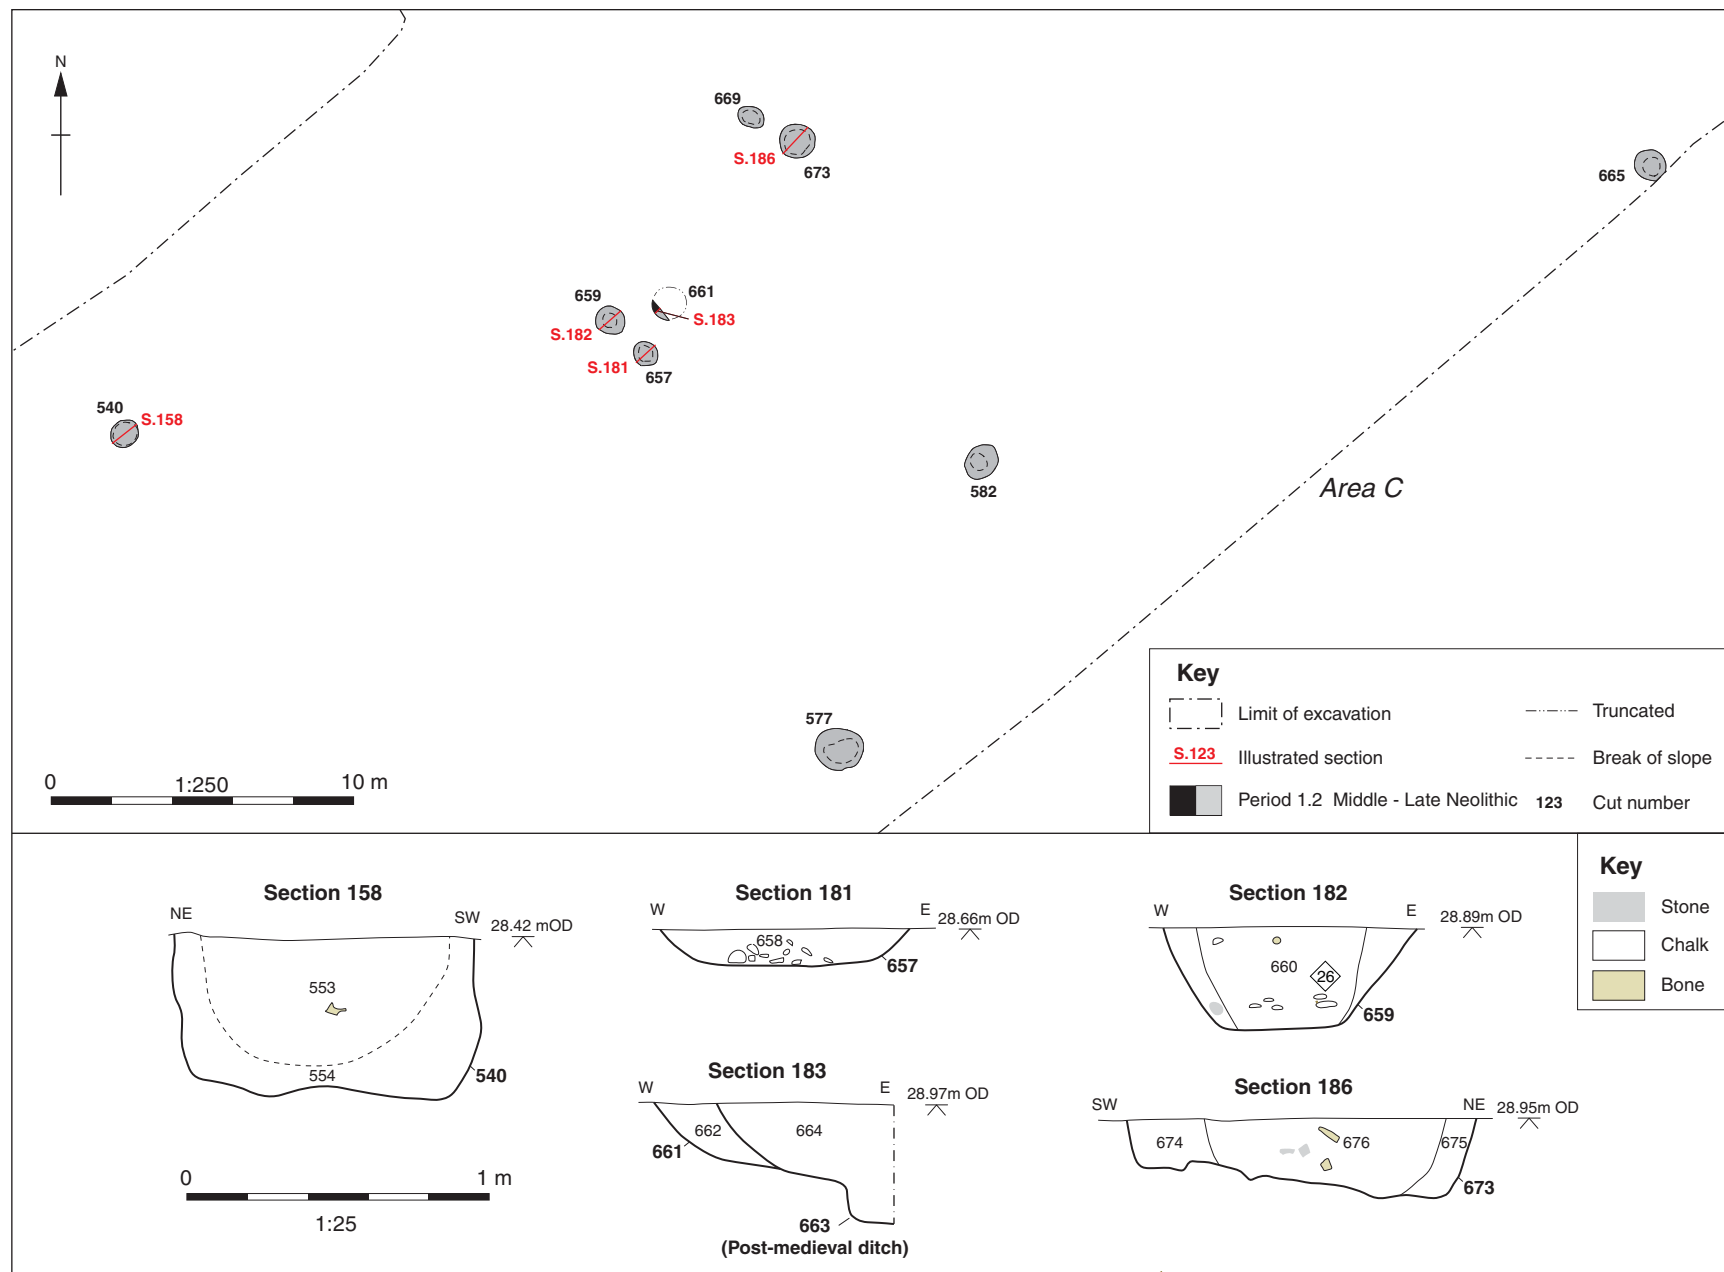 N
669
S.186
673
665
659
661
S.183
S.182
S.181
657
540
S.158
582
Area C
577
0 1:250 10 m
Key
Limit of excavation
Truncated
S.123 Illustrated section
Break of slope
Period 1.2 Middle - Late Neolithic
123 Cut number
Section 158
NE
SW
28.42 mOD
553
554
540
Section 181
W
E
28.66m OD
658
657
Section 182
W
E
28.89m OD
660
26
659
Key
Stone
Chalk
Bone
Section 183
W
E
28.97m OD
662
664
661
663
(Post-medieval ditch)
Section 186
SW
NE
28.95m OD
674
676
675
673
0 1 m
1:25